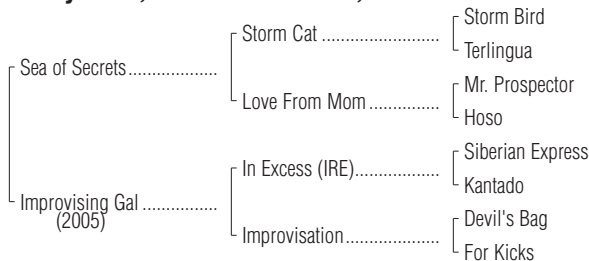 Storm Bird
Storm Cat ........................
Terlingua
Sea of Secrets..................
Mr. Prospector
Love From Mom ..............
Hoso
Siberian Express
In Excess (IRE).................
Kantado
Improvising Gal ...............
(2005)
Devil's Bag
Improvisation...................
For Kicks